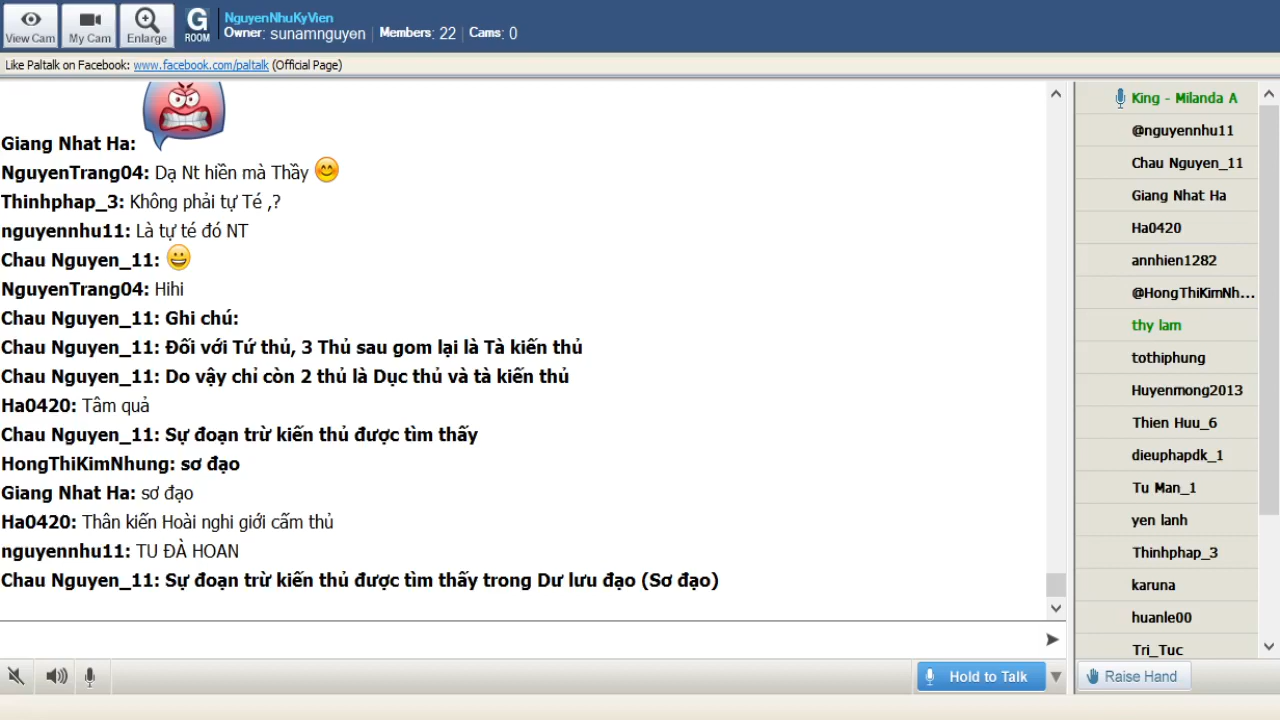 View Cam
My Cam
Enlarge
G
ROOM
NguyenNhuKyVien
Owner: sunamnguyen | Members: 22 | Cams: 0
Like Paltalk on Facebook: www.facebook.com/paltalk (Official Page)
Giang Nhat Ha:
NguyenTrang04: Dạ Nt hiền mà Thầy
Thinhphap_3: Không phải tự Té ,?
nguyennhu11: Là tự té đó NT
Chau Nguyen_11:
NguyenTrang04: Hihi
Chau Nguyen_11: Ghi chú:
Chau Nguyen_11: Đối với Tứ thủ, 3 Thủ sau gom lại là Tà kiến thủ
Chau Nguyen_11: Do vậy chỉ còn 2 thủ là Dục thủ và tà kiến thủ
Ha0420: Tâm quả
Chau Nguyen_11: Sự đoạn trừ kiến thủ được tìm thấy
HongThiKimNhung: sơ đạo
Giang Nhat Ha: sơ đạo
Ha0420: Thân kiến Hoài nghi giới cấm thủ
nguyennhu11: TU ĐÀ HOAN
Chau Nguyen_11: Sự đoạn trừ kiến thủ được tìm thấy trong Dư lưu đạo (Sơ đạo)
Hold to Talk
King - Milanda A
@nguyennhu11
Chau Nguyen_11
Giang Nhat Ha
Ha0420
annhien1282
@HongThiKimNh...
thy lam
tothiphung
Huyenmong2013
Thien Huu_6
dieuphapdk_1
Tu Man_1
yen lanh
Thinhphap_3
karuna
huanle00
Tri_Tuc
Raise Hand